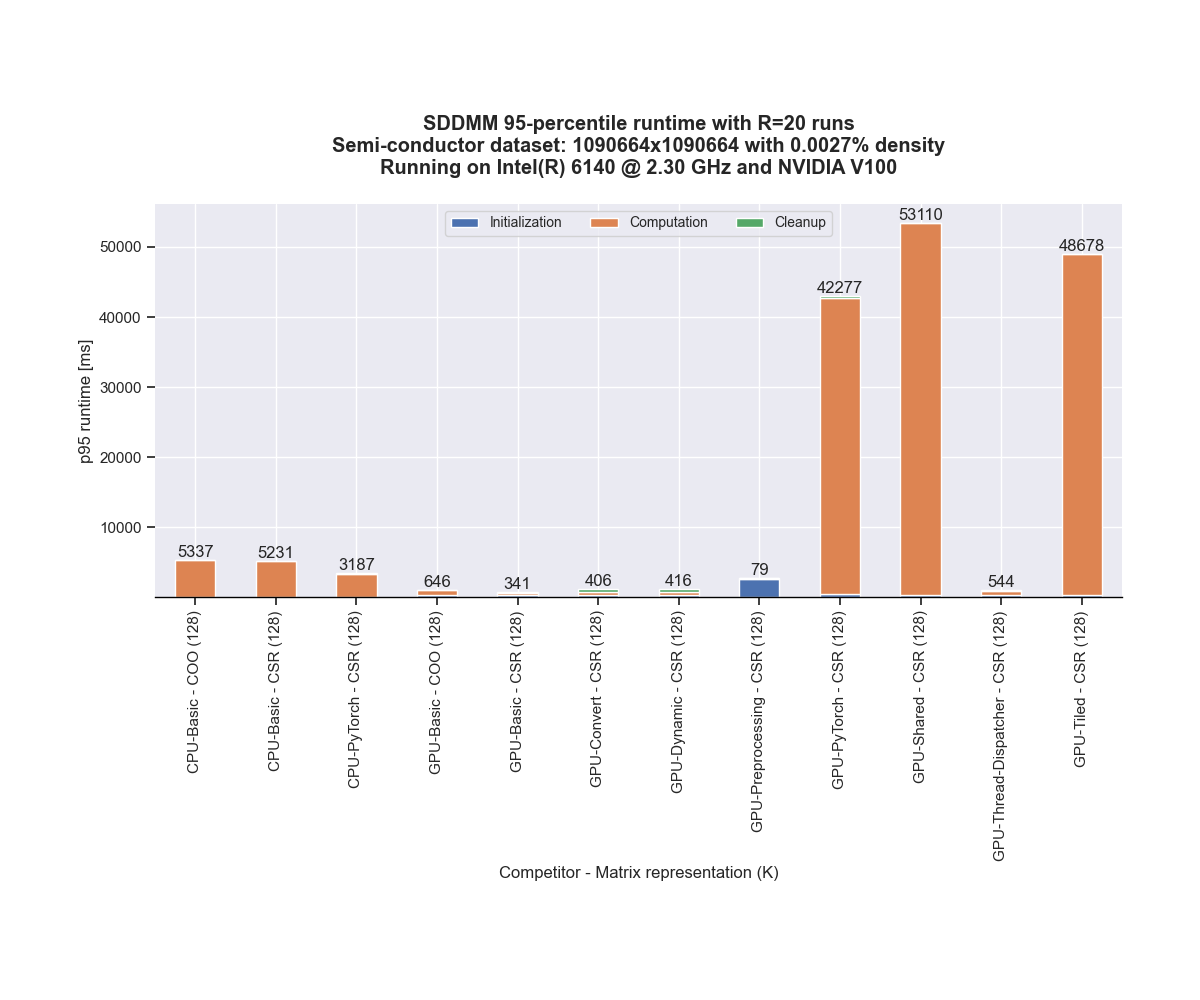 SDDMM 95-percentile runtime with R=20 runs
Semi-conductor dataset: 1090664x1090664 with 0.0027% density
Running on Intel(R) 6140 @ 2.30 GHz and NVIDIA V100
Initialization Computation Cleanup
p95 runtime [ms]
50000
40000
30000
20000
10000
5337
5231
3187
646
341
406
416
79
42277
53110
544
48678
CPU-Basic - COO (128)
CPU-Basic - CSR (128)
CPU-PyTorch - CSR (128)
GPU-Basic - COO (128)
GPU-Basic - CSR (128)
GPU-Convert - CSR (128)
GPU-Dynamic - CSR (128)
GPU-Preprocessing - CSR (128)
GPU-PyTorch - CSR (128)
GPU-Shared - CSR (128)
GPU-Thread-Dispatcher - CSR (128)
GPU-Tiled - CSR (128)
Competitor - Matrix representation (K)